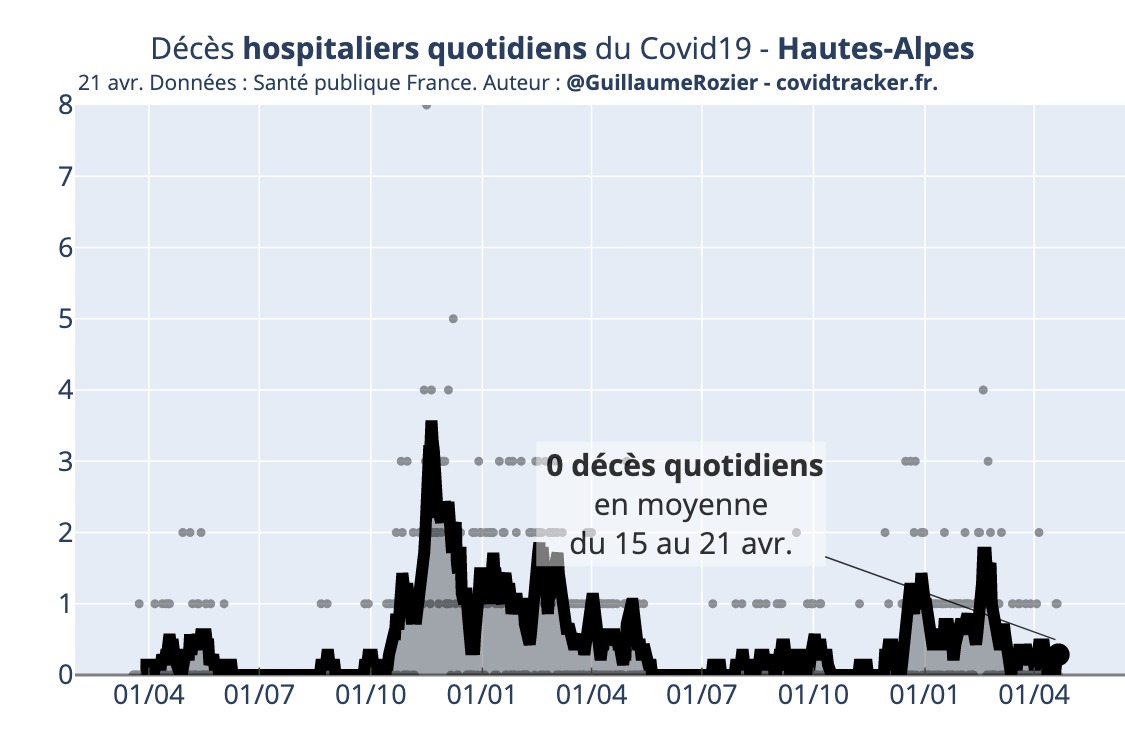 Décès hospitaliers quotidiens du Covid19 - Hautes-Alpes
21 avr. Données : Santé publique France. Auteur : @GuillaumeRozier - covidtracker.fr.
8
7
6
5
4
3
2
1
0
0 décès quotidiens
en moyenne
du 15 au 21 avr.
01/04 01/07 01/10 01/01 01/04 01/07 01/10 01/01 01/04